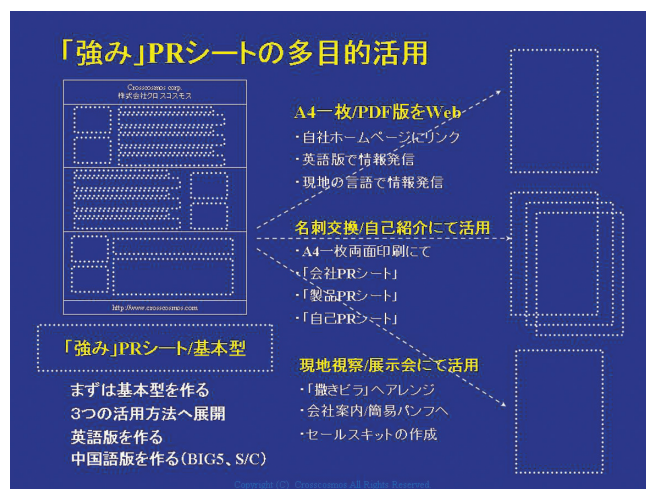 「強み」PRシートの多目的活用
Crosscosmos corp.
株式会社クロスコスモス
http://www.crosscosmos.com
「強み」PRシート/基本型
まずは基本型を作る
3つの活用方法へ展開
英語版を作る
中国語版を作る(BIG5、S/C)
A4一枚/PDF版をWeb
・自社ホームページにリンク
・英語版で情報発信
・現地の言語で情報発信
名刺交換/自己紹介にて活用
・A4一枚両面印刷にて
・「会社PRシート」
・「製品PRシート」
・「自己PRシート」
現地視察/展示会にて活用
・「撒きビラ」へアレンジ
・会社案内/簡易パンフへ
・セールスキットの作成
Copyright (C) Crosscosmos All Rights Reserved